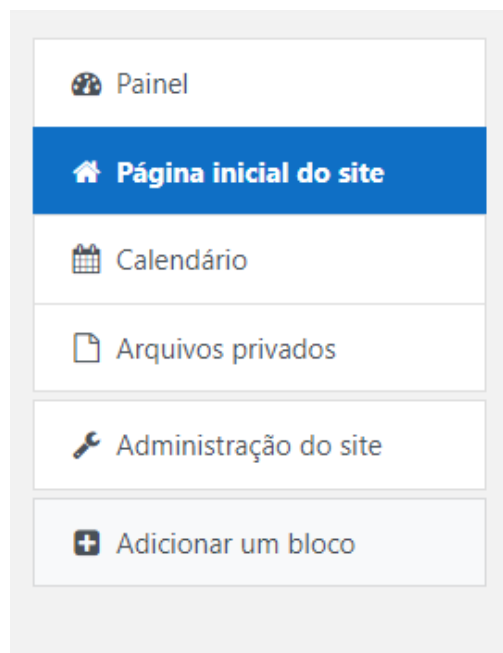 Painel
Página inicial do site
Calendário
Arquivos privados
Administração do site
Adicionar um bloco